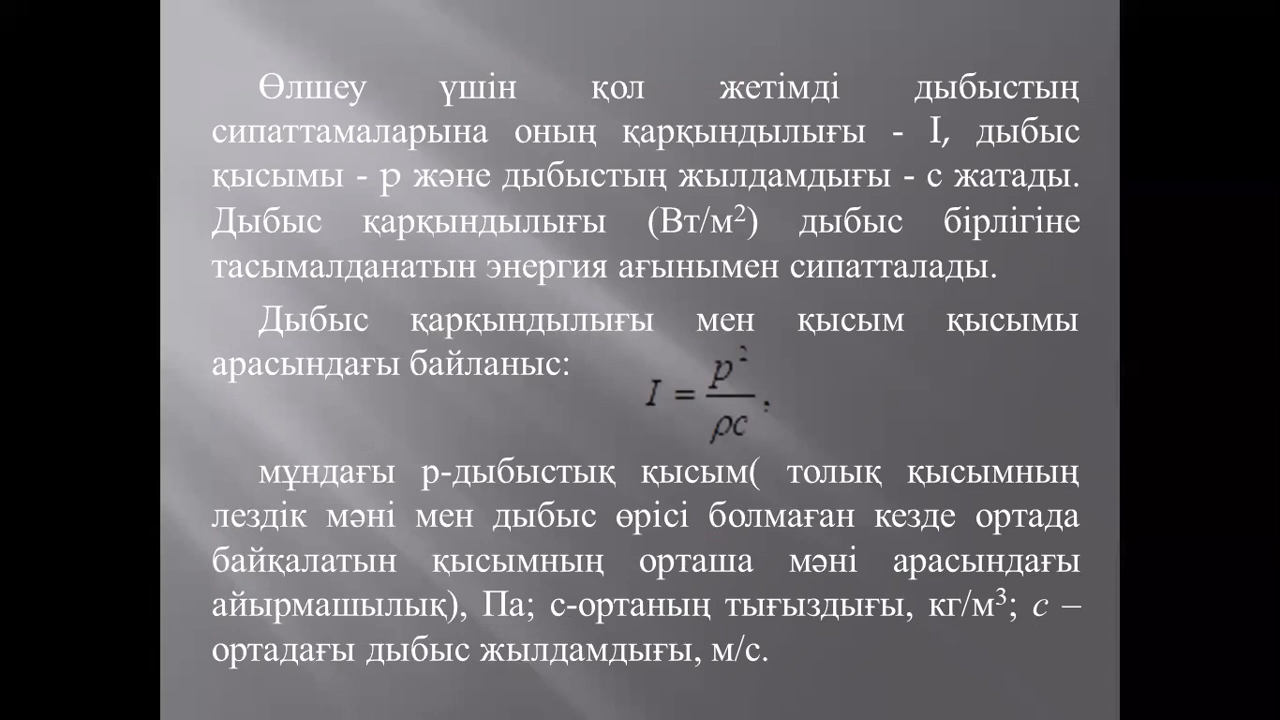 Өлшеу үшін қол жетімді дыбыстың
сипаттамаларына оның қарқындылығы - I, дыбыс
қысымы - p және дыбыстың жылдамдығы - с жатады.
Дыбыс қарқындылығы (Вт/м²) дыбыс бірлігіне
тасымалданатын энергия ағынымен сипатталады.
Дыбыс қарқындылығы мен қысым қысымы
арасындағы байланыс:
I = p²/ρc ,
мұндағы р-дыбыстық қысым( толық қысымның
лездік мәні мен дыбыс өрісі болмаған кезде ортада
байқалатын қысымның орташа мәні арасындағы
айырмашылық), Па; с-ортаның тығыздығы, кг/м³; с –
ортадағы дыбыс жылдамдығы, м/с.